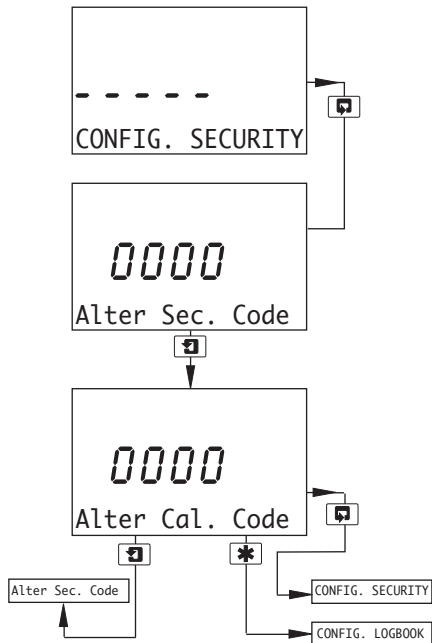 - - - - -
CONFIG. SECURITY
0000
Alter Sec. Code
0000
Alter Cal. Code
Alter Sec. Code
CONFIG. SECURITY
CONFIG. LOGBOOK